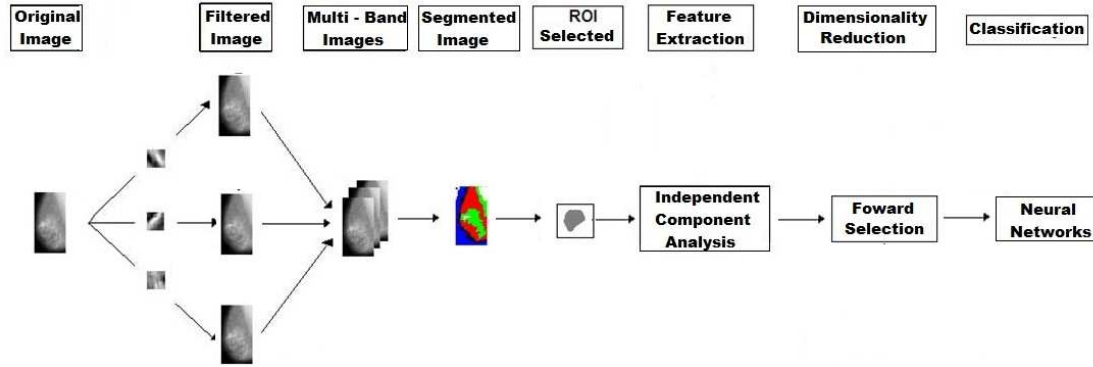 Original
Image
Filtered
Image
Multi - Band
Images
Segmented
Image
ROI
Selected
Feature
Extraction
Dimensionality
Reduction
Classification
Independent
Component
Analysis
Foward
Selection
Neural
Networks